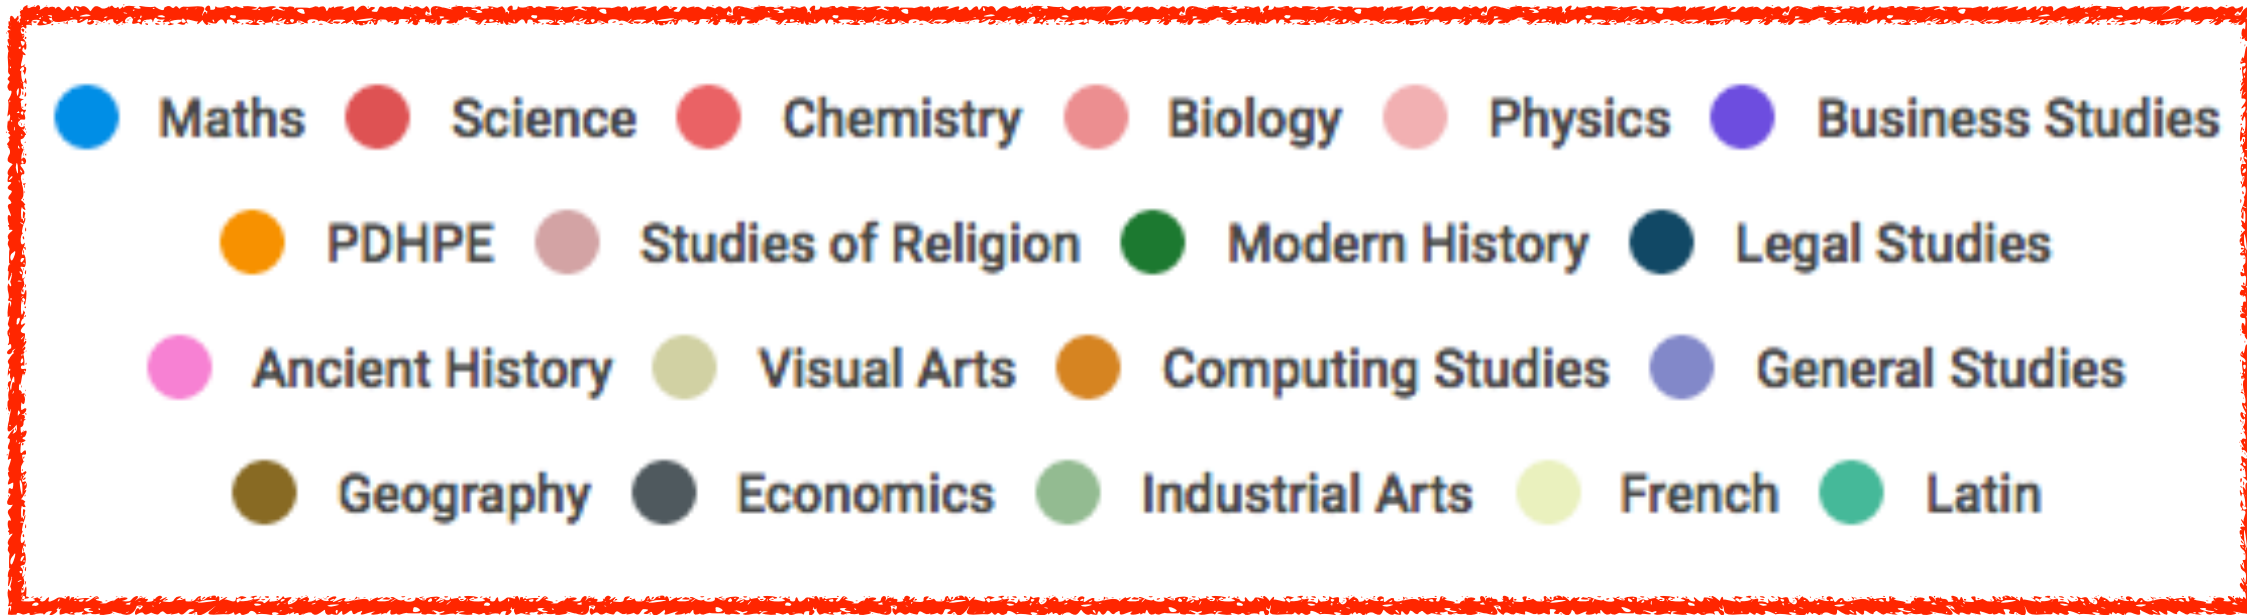 Maths Science Chemistry Biology Physics Business Studies
PDHPE Studies of Religion Modern History Legal Studies
Ancient History Visual Arts Computing Studies General Studies
Geography Economics Industrial Arts French Latin